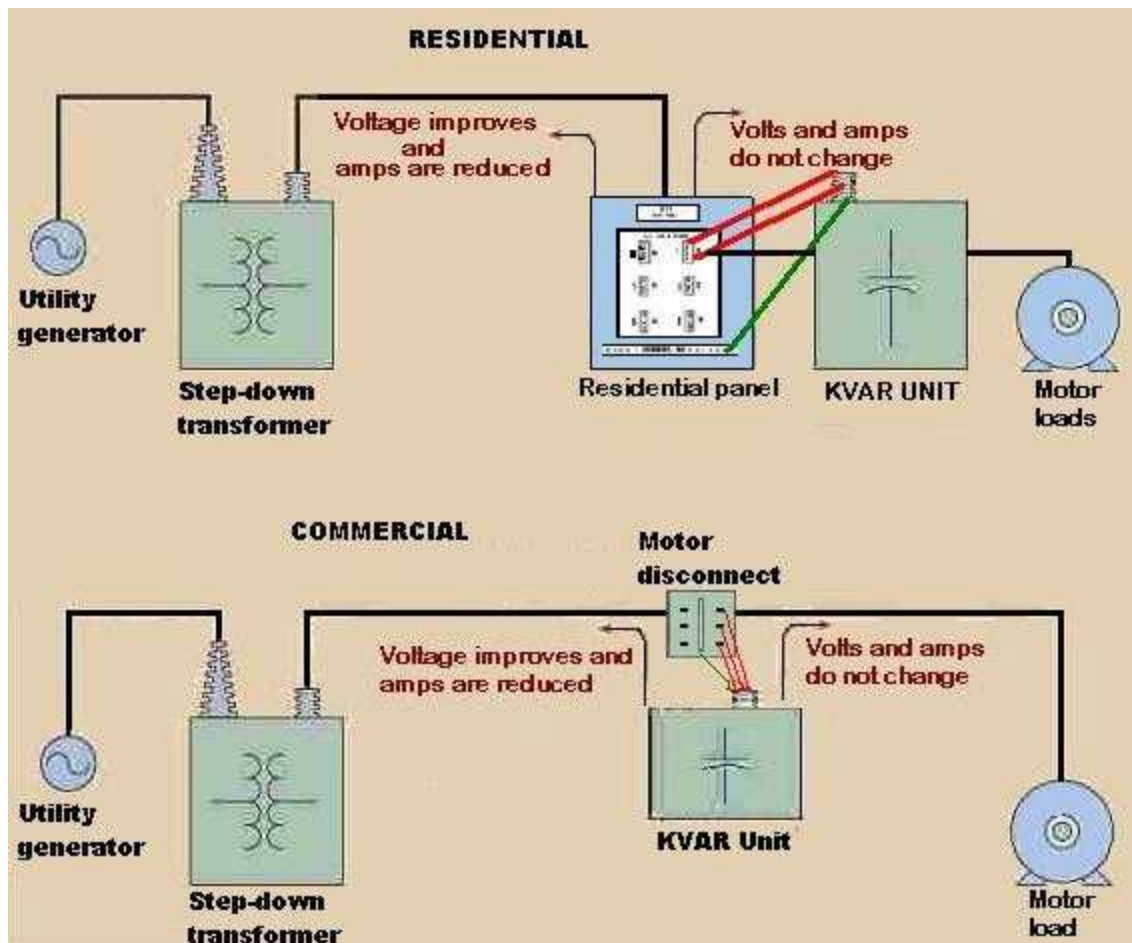 RESIDENTIAL
Voltage improves
and
amps are reduced
Volts and amps
do not change
Utility
generator
Step-down
transformer
Residential panel
KVAR UNIT
Motor
loads
COMMERCIAL
Motor
disconnect
Voltage improves and
amps are reduced
Volts and amps
do not change
Utility
generator
Step-down
transformer
KVAR Unit
Motor
load